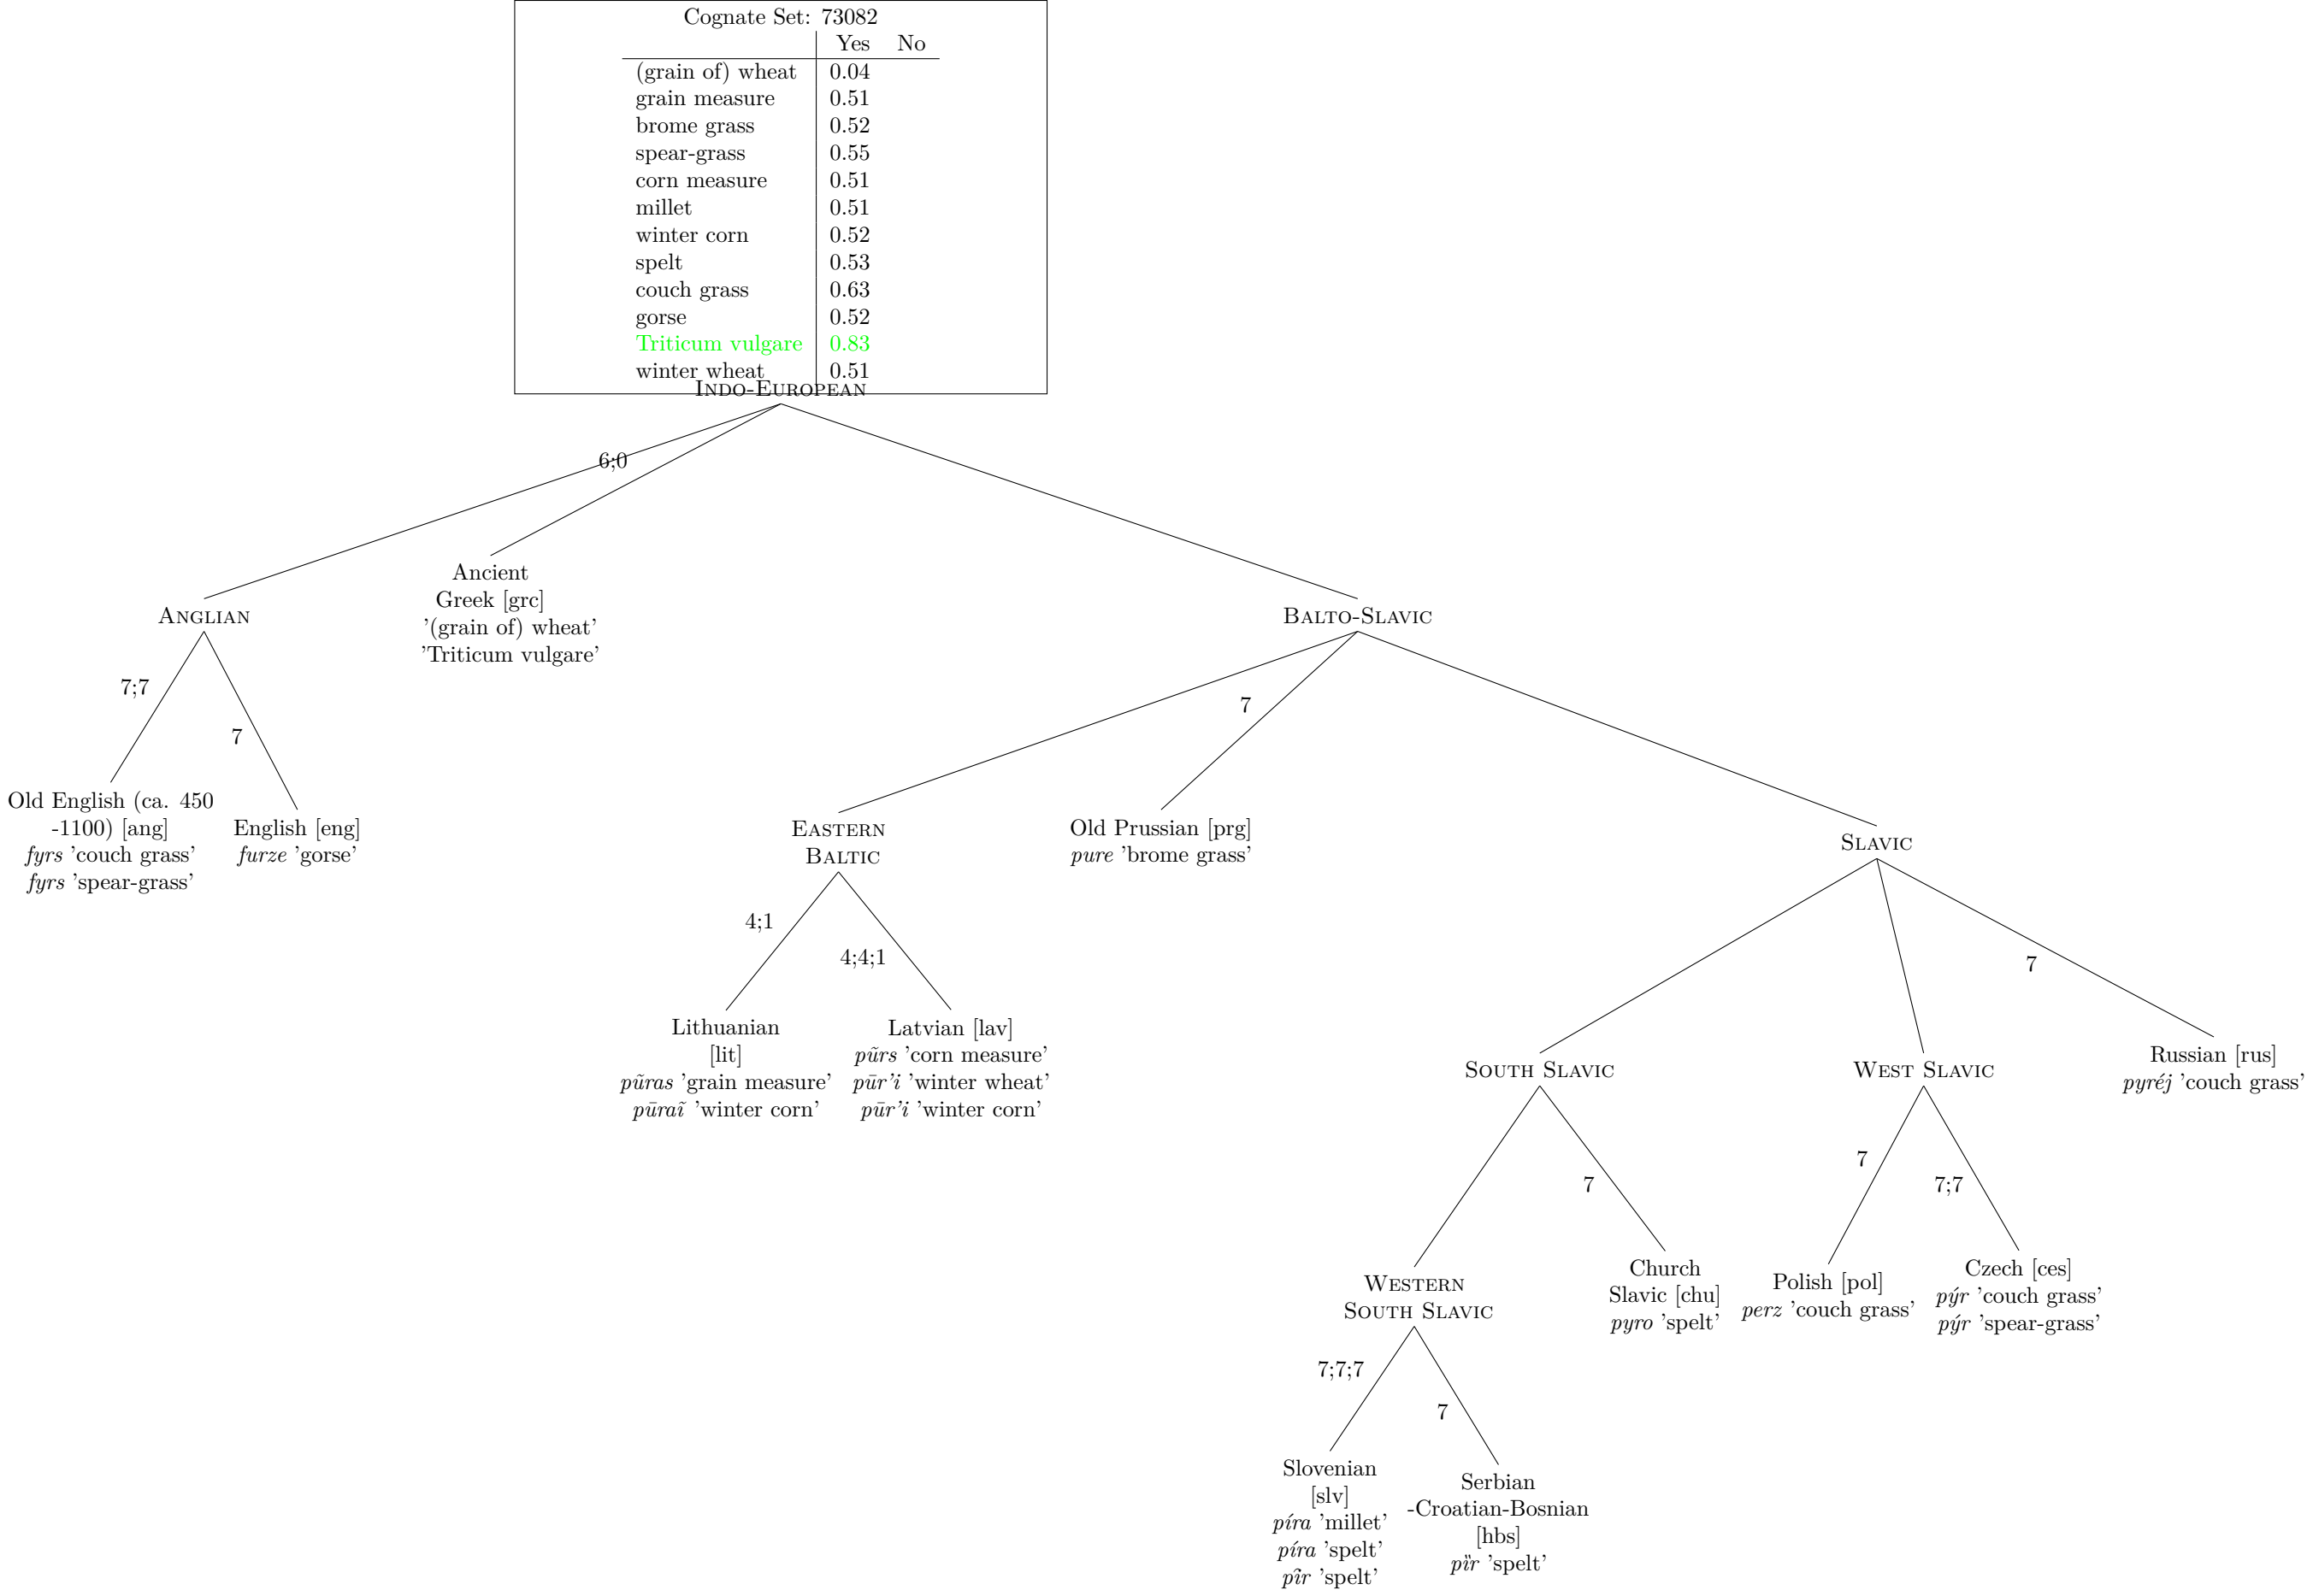 Cognate Set: 73082
Yes No
(grain of) wheat 0.04
grain measure 0.51
brome grass 0.52
spear-grass 0.55
corn measure 0.51
millet 0.51
winter corn 0.52
spelt 0.53
couch grass 0.63
gorse 0.52
Triticum vulgare 0.83
winter wheat 0.51
Indo-European
6;0
Anglian
Ancient
Greek [grc]
’(grain of) wheat’
’Triticum vulgare’
Balto-Slavic
7;7
7
7
Old English (ca. 450
-1100) [ang]
fyrs ’couch grass’
fyrs ’spear-grass’
English [eng]
furze ’gorse’
Eastern
Baltic
Old Prussian [prg]
pure ’brome grass’
Slavic
4;1
4;4;1
7
Lithuanian
[lit]
pũras ’grain measure’
pūraĩ ’winter corn’
Latvian [lav]
pũrs ’corn measure’
pūr’i ’winter wheat’
pūr’i ’winter corn’
South Slavic
West Slavic
Russian [rus]
pyréj ’couch grass’
7
7
7;7
Western
South Slavic
Church
Slavic [chu]
pyro ’spelt’
Polish [pol]
perz ’couch grass’
Czech [ces]
pýr ’couch grass’
pýr ’spear-grass’
7;7;7
7
Slovenian
[slv]
píra ’millet’
píra ’spelt’
pȋr ’spelt’
Serbian
-Croatian-Bosnian
[hbs]
pȉr ’spelt’